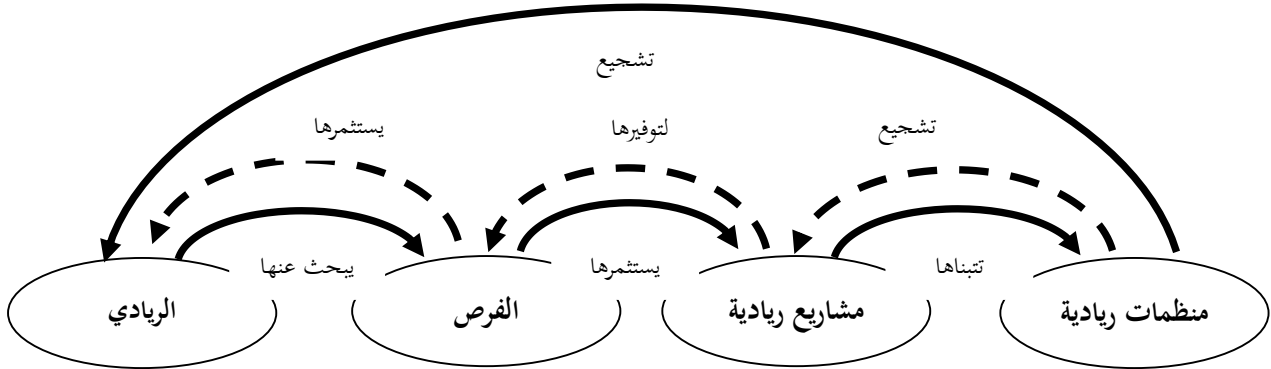 تشجيع
تشجيع
لتوفيرها
يستثمرها
تتبناها
يستثمرها
يبحث عنها
منظمات ريادية
مشاريع ريادية
الفرص
الريادي